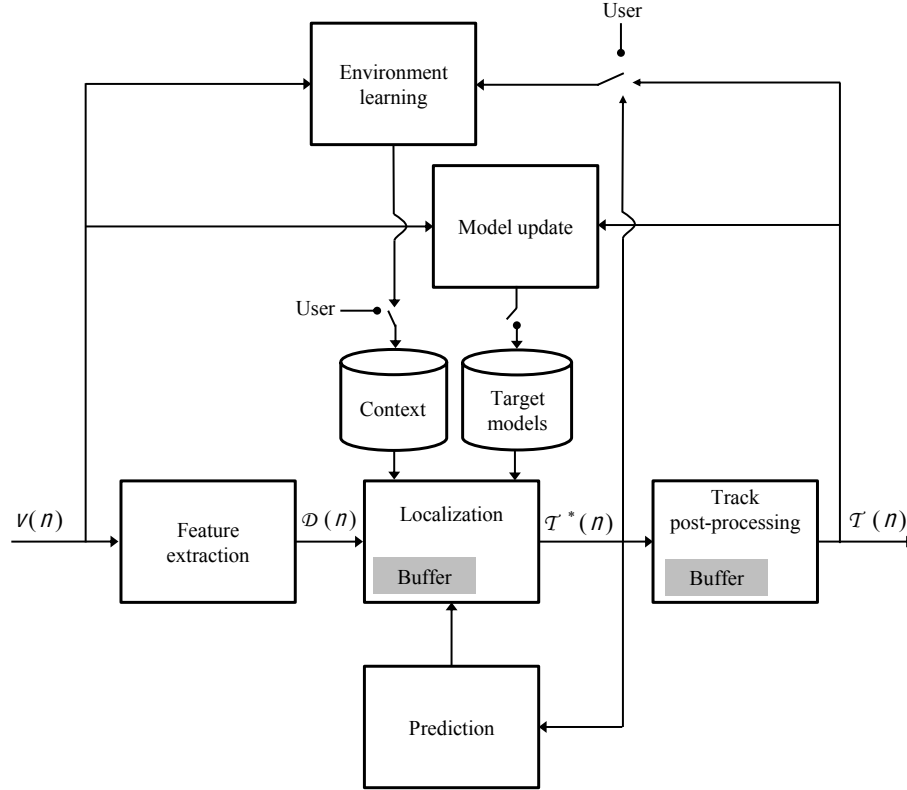 User
Environment
learning
Model update
User
Context
Target
models
V(n)
Feature
extraction
𝒟(n)
Localization
Buffer
𝒯*(n)
Track
post-processing
Buffer
𝒯(n)
Prediction